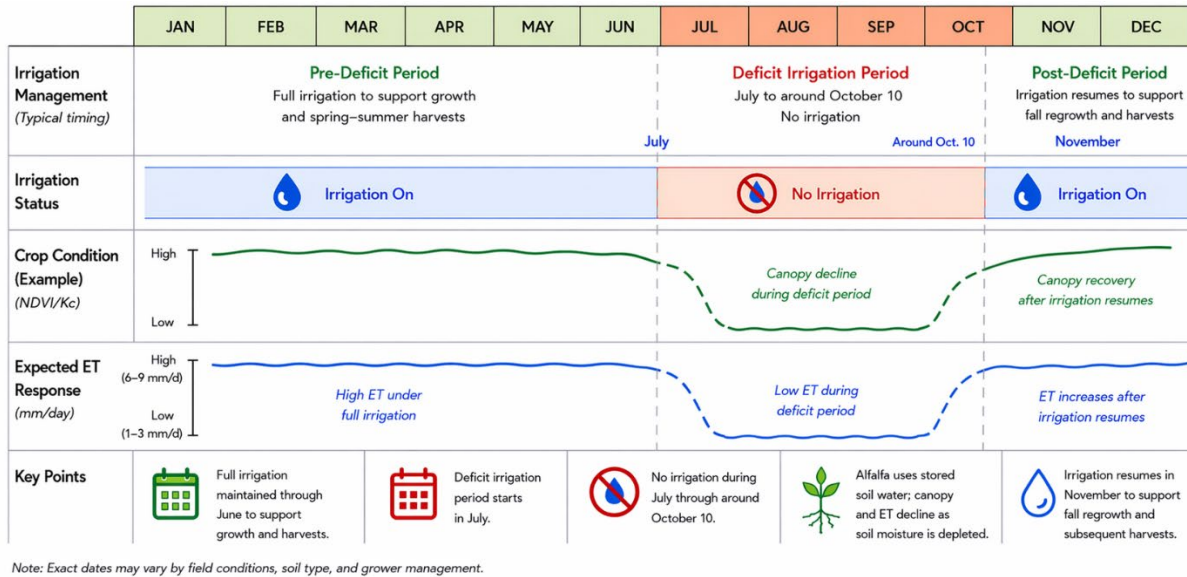 JAN FEB MAR APR MAY JUN JUL AUG SEP OCT NOV DEC
Irrigation
Management
(Typical timing)
Pre-Deficit Period
Full irrigation to support growth
and spring–summer harvests
Deficit Irrigation Period
July to around October 10
No irrigation
Post-Deficit Period
Irrigation resumes to support
fall regrowth and harvests
July
Around Oct. 10
November
Irrigation
Status
Irrigation On
No Irrigation
Irrigation On
Crop Condition
(Example)
(NDVI/Kc)
High
Low
Canopy decline
during deficit period
Canopy recovery
after irrigation resumes
Expected ET
Response
(mm/day)
High
(6–9 mm/d)
Low
(1–3 mm/d)
High ET under
full irrigation
Low ET during
deficit period
ET increases after
irrigation resumes
Key Points
Full irrigation
maintained through
June to support
growth and harvests.
Deficit irrigation
period starts
in July.
No irrigation during
July through around
October 10.
Alfalfa uses stored
soil water; canopy
and ET decline as
soil moisture is depleted.
Irrigation resumes in
November to support
fall regrowth and
subsequent harvests.
Note: Exact dates may vary by field conditions, soil type, and grower management.